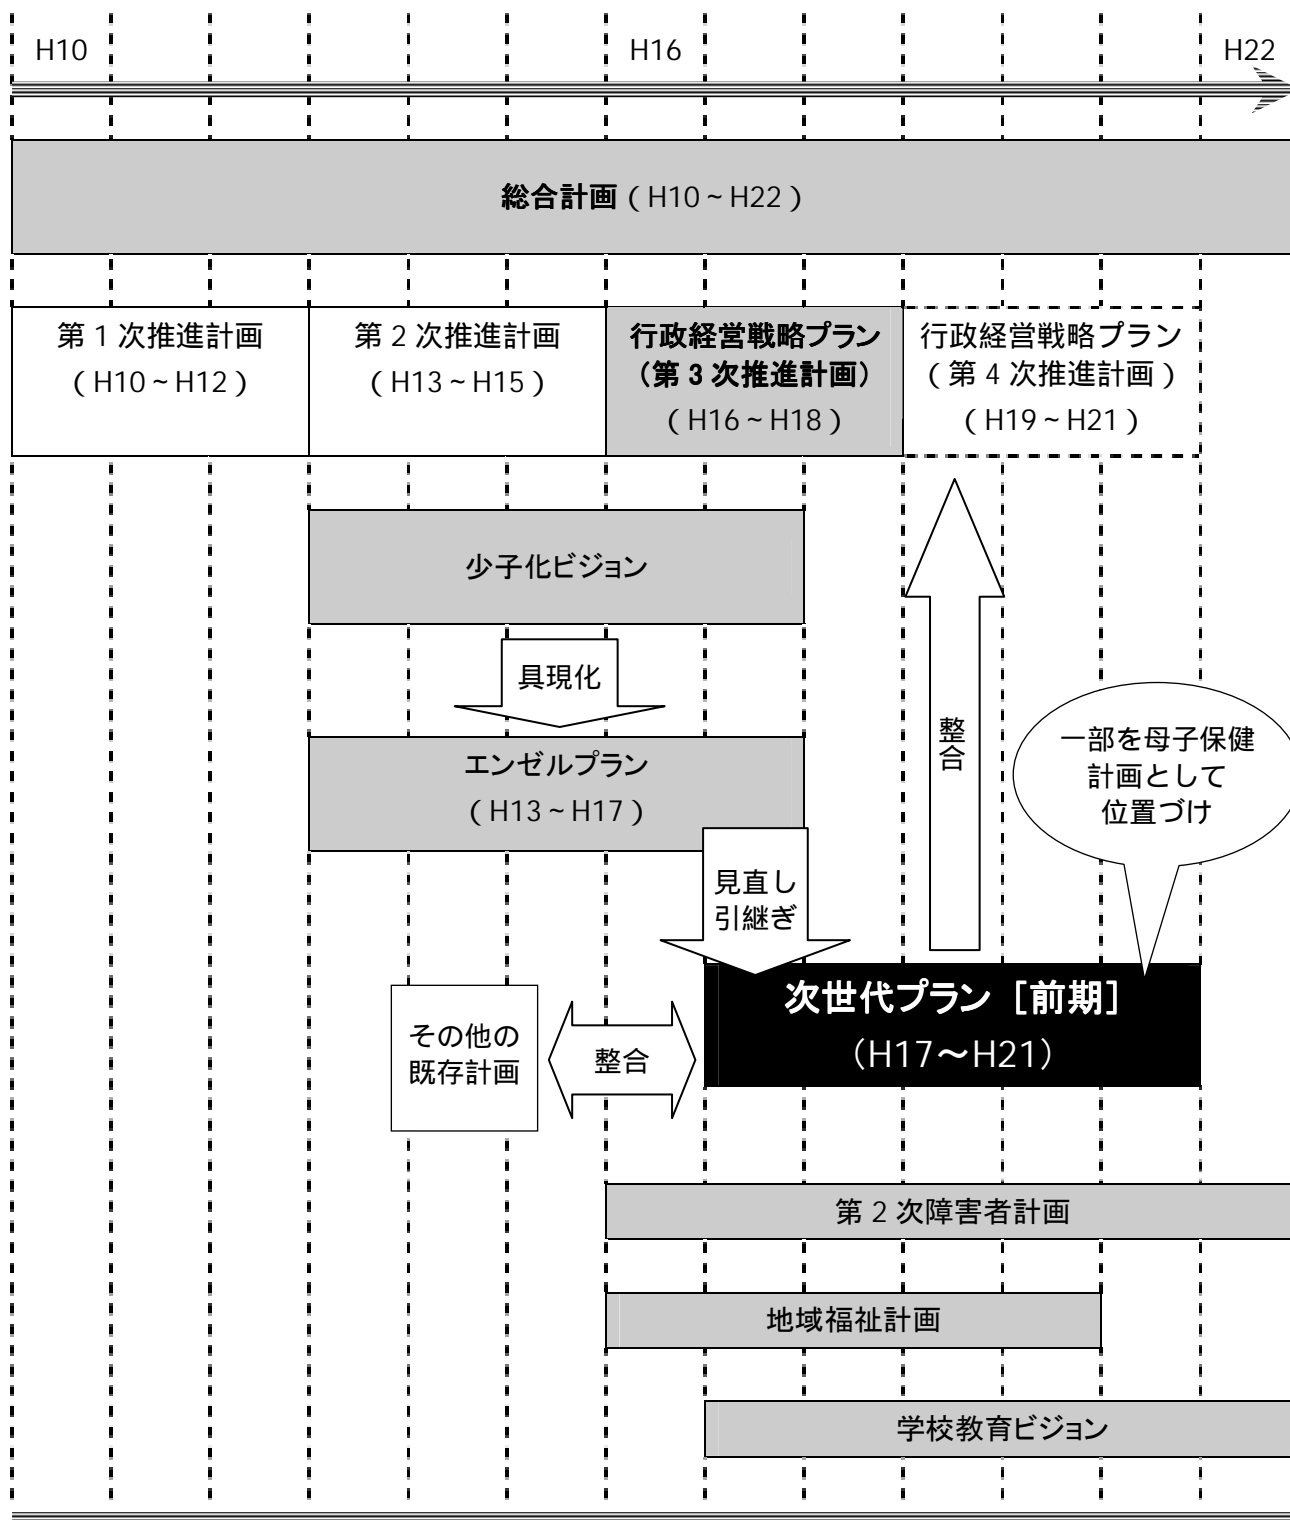 H10
H16
H22
総合計画（H10～H22）
第1次推進計画
（H10～H12）
第2次推進計画
（H13～H15）
行政経営戦略プラン
（第3次推進計画）
（H16～H18）
行政経営戦略プラン
（第4次推進計画）
（H19～H21）
少子化ビジョン
具現化
エンゼルプラン
（H13～H17）
整合
一部を母子保健
計画として
位置づけ
見直し
引継ぎ
次世代プラン［前期］
（H17～H21）
その他の
既存計画
整合
第2次障害者計画
地域福祉計画
学校教育ビジョン